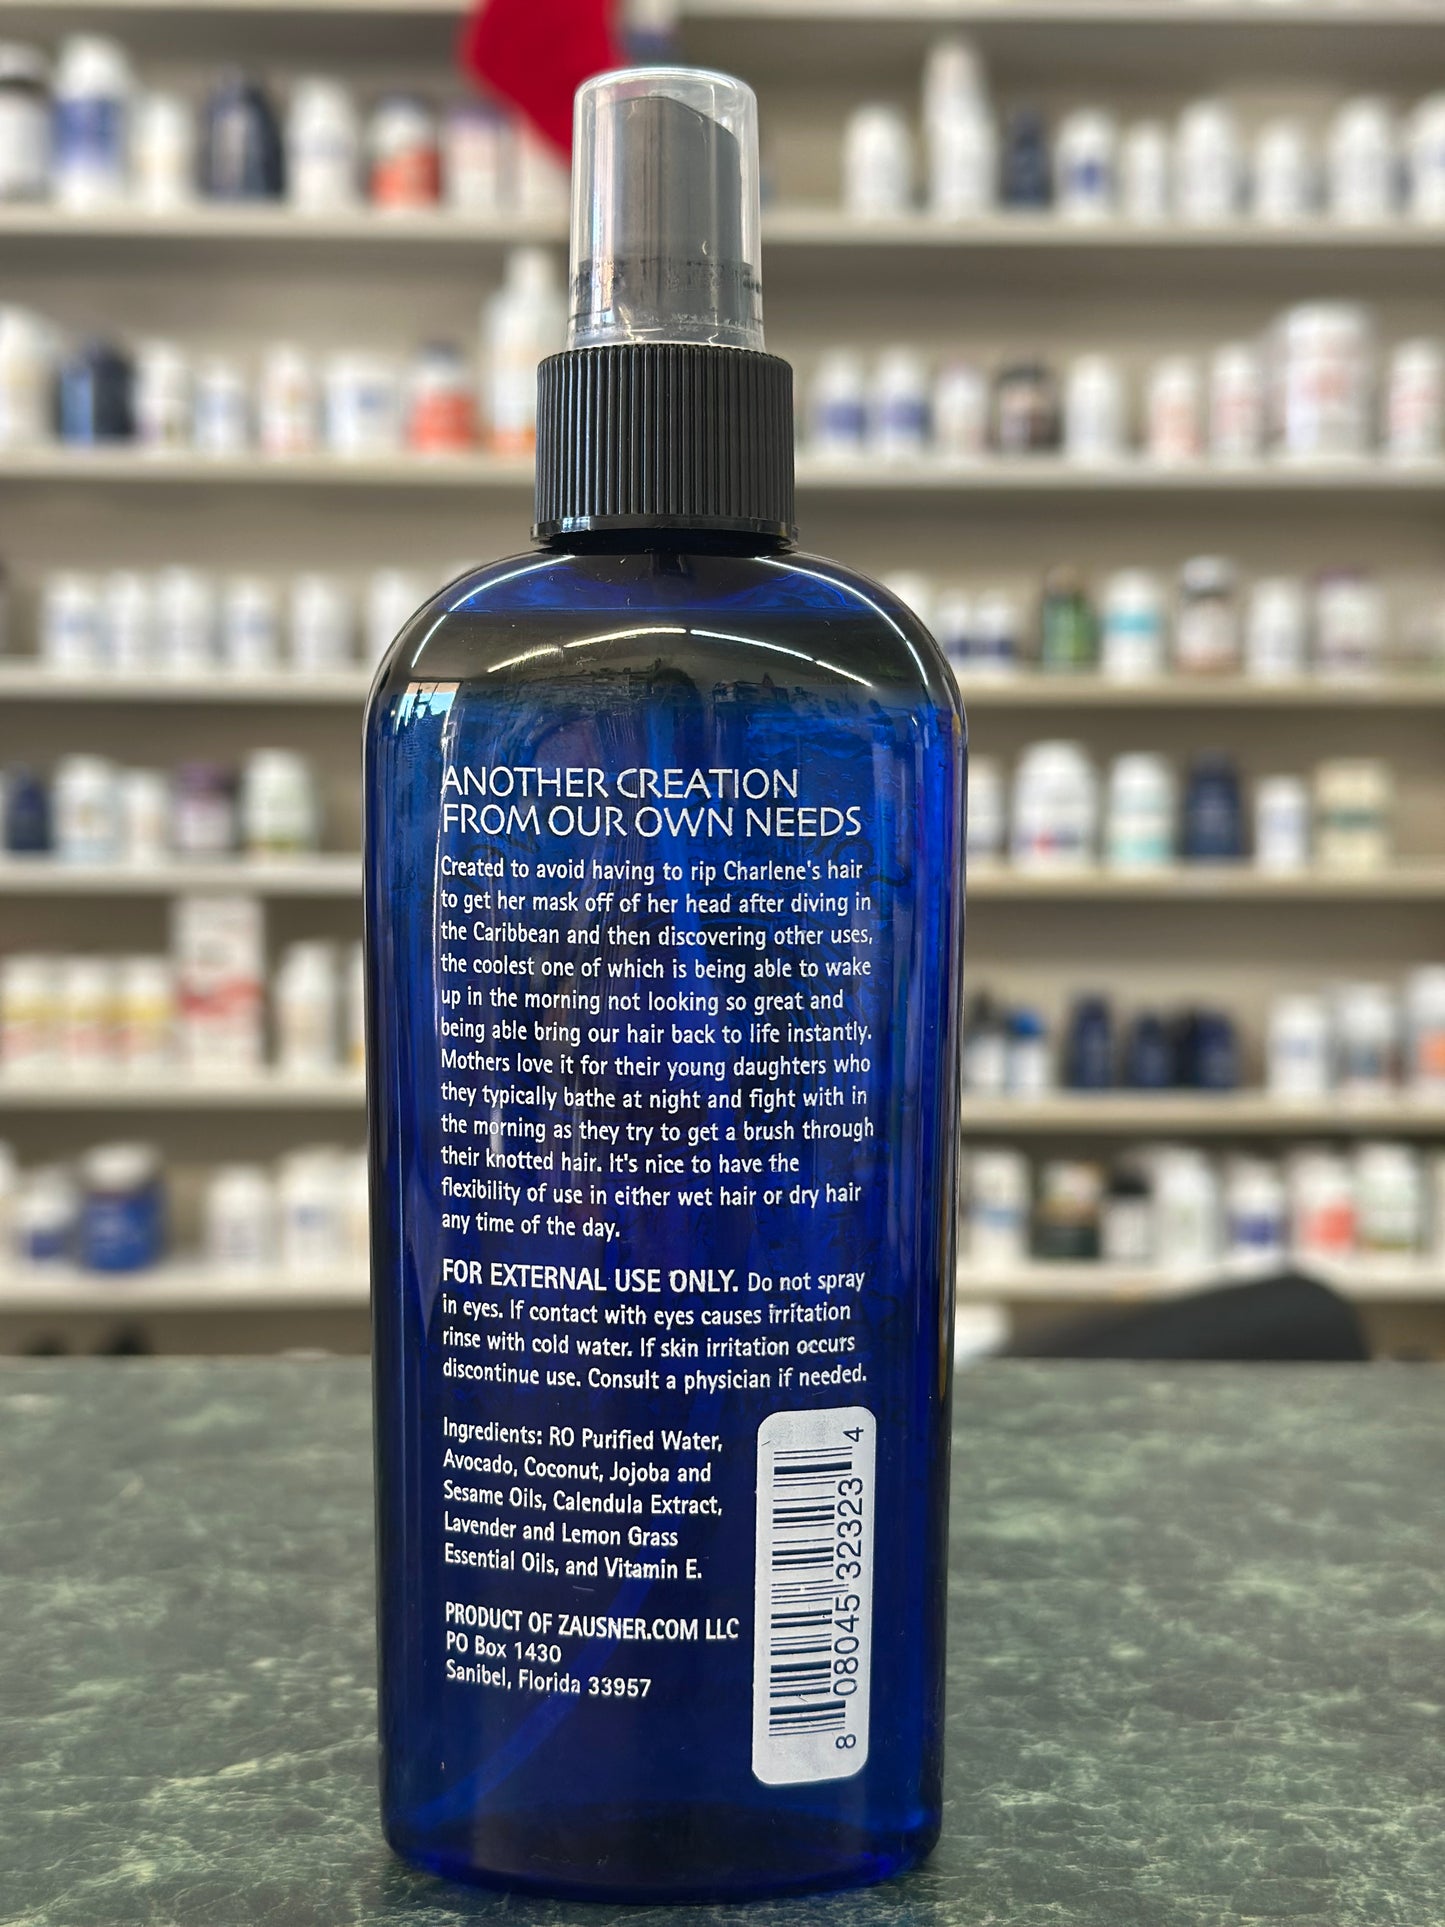 ANOTHER CREATION
FROM OUR OWN NEEDS
Created to avoid having to rip Charlene's hair
to get her mask off of her head after diving in
the Caribbean and then discovering other uses,
the coolest one of which is being able to wake
up in the morning not looking so great and
being able bring our hair back to life instantly.
Mothers love it for their young daughters who
they typically bathe at night and fight with in
the morning as they try to get a brush through
their knotted hair. It's nice to have the
flexibility of use in either wet hair or dry hair
any time of the day.
FOR EXTERNAL USE ONLY. Do not spray
in eyes. If contact with eyes causes irritation
rinse with cold water. If skin irritation occurs
discontinue use. Consult a physician if needed.
Ingredients: RO Purified Water,
Avocado, Coconut, Jojoba and
Sesame Oils, Calendula Extract,
Lavender and Lemon Grass
Essential Oils, and Vitamin E.
PRODUCT OF ZAUSNER.COM LLC
PO Box 1430
Sanibel, Florida 33957
8 08045 32323 4